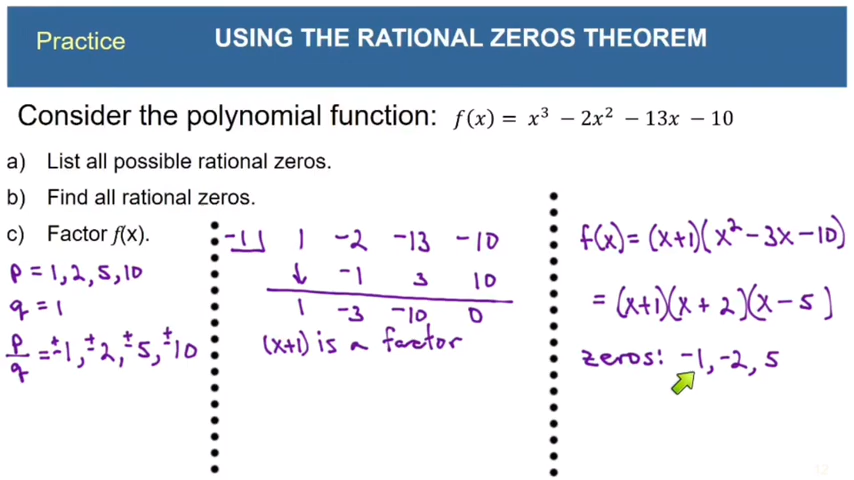 Practice
USING THE RATIONAL ZEROS THEOREM
Consider the polynomial function: f(x) = x³ − 2x² − 13x − 10
a) List all possible rational zeros.
b) Find all rational zeros.
c) Factor f(x).
p = 1, 2, 5, 10
q = 1
p/q = ±1, ±2, ±5, ±10
-1| 1 -2 -13 -10
↓ -1 3 10
1 -3 -10 0
(x+1) is a factor
f(x) = (x+1)(x² - 3x - 10)
= (x+1)(x + 2)(x - 5)
zeros: -1, -2, 5
12